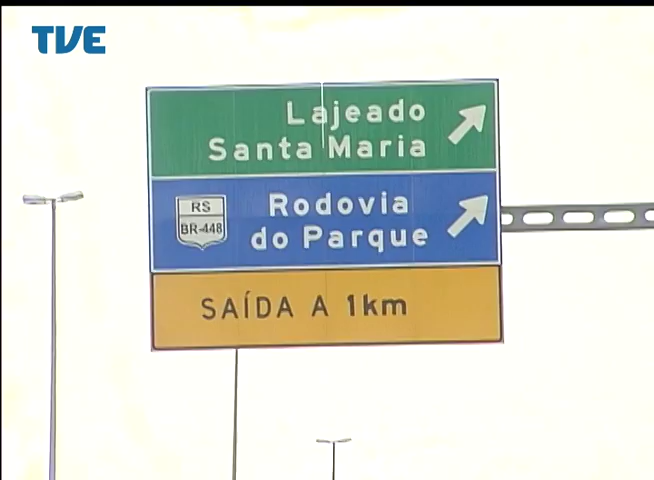 TVE
Lajeado
Santa Maria
RS
BR-448
Rodovia
do Parque
SAÍDA A 1km